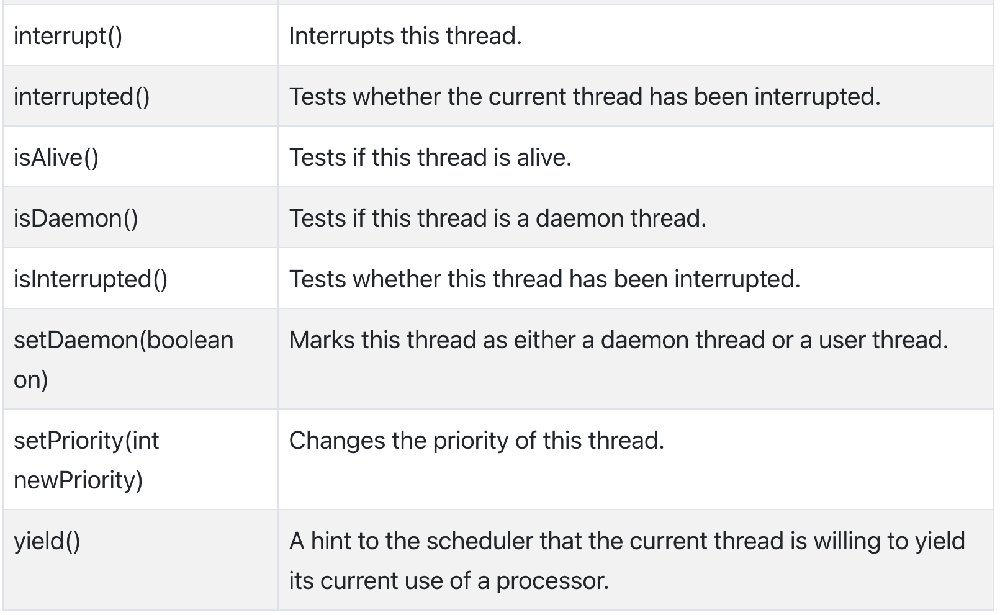 interrupt() Interrupts this thread.
interrupted() Tests whether the current thread has been interrupted.
isAlive() Tests if this thread is alive.
isDaemon() Tests if this thread is a daemon thread.
isInterrupted() Tests whether this thread has been interrupted.
setDaemon(boolean Marks this thread as either a daemon thread or a user thread.
on)
setPriority(int Changes the priority of this thread.
newPriority)
yield() A hint to the scheduler that the current thread is willing to yield
its current use of a processor.